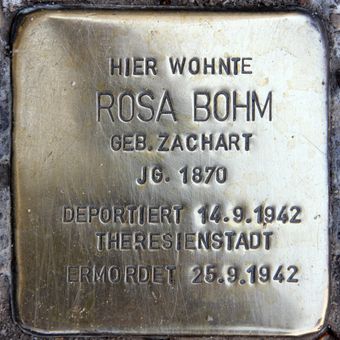 HIER WOHNTE
ROSA BOHM
GEB. ZACHART
JG. 1870
DEPORTIERT 14.9.1942
THERESIENSTADT
ERMORDET 25.9.1942